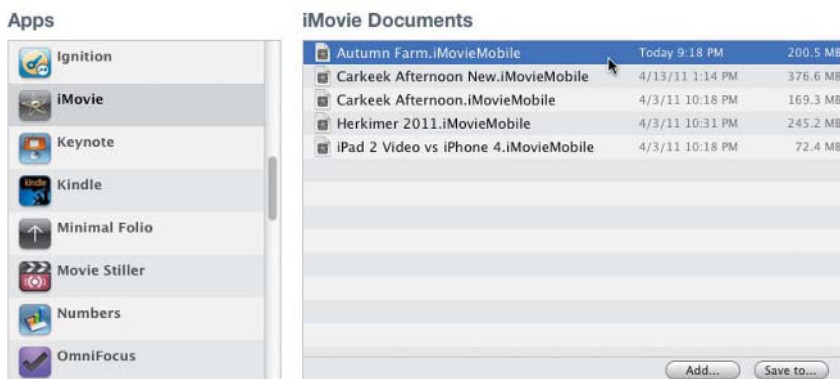 Apps
Ignition
iMovie
Keynote
kindle
Kindle
Minimal Folio
Movie Stiller
Numbers
OmniFocus
iMovie Documents
Autumn Farm.iMovieMobile Today 9:18 PM 200.5 MB
Carkeek Afternoon New.iMovieMobile 4/13/11 1:14 PM 376.6 MB
Carkeek Afternoon.iMovieMobile 4/3/11 10:18 PM 169.3 MB
Herkimer 2011.iMovieMobile 4/3/11 10:31 PM 245.2 MB
iPad 2 Video vs iPhone 4.iMovieMobile 4/3/11 10:18 PM 72.4 MB
Add... Save to...